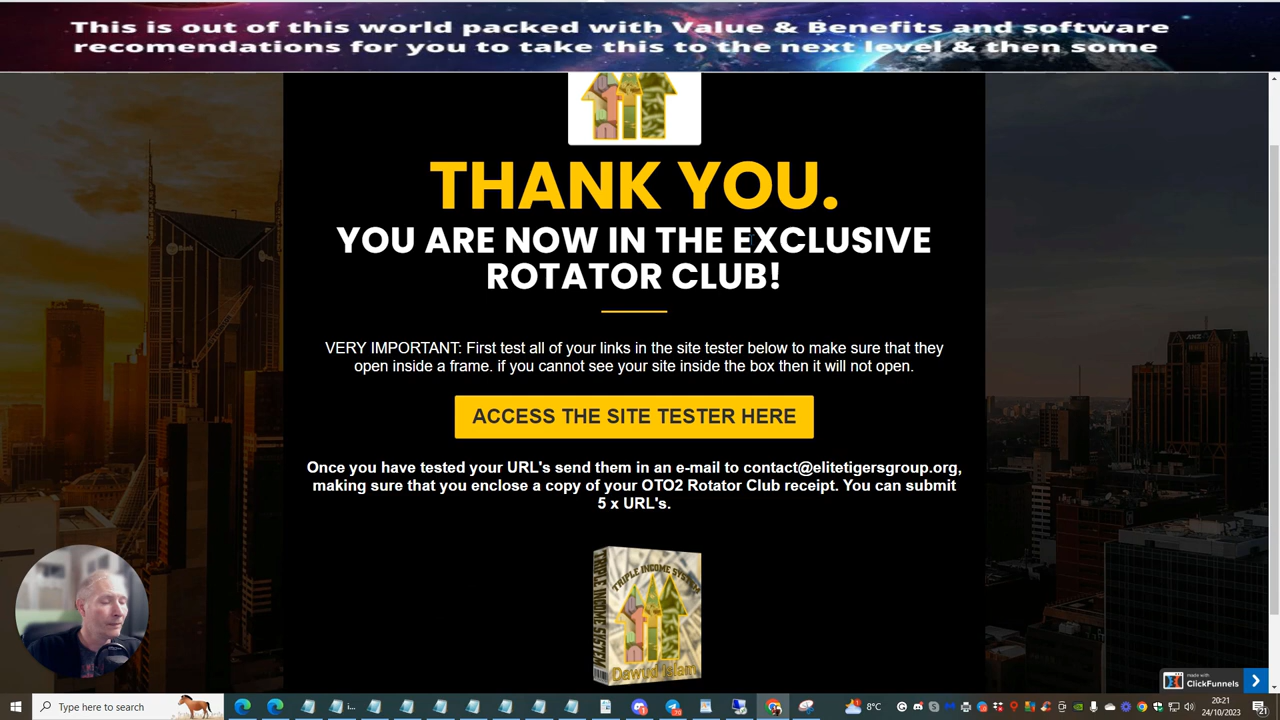 This is out of this world packed with Value & Benefits and software
recomendations for you to take this to the next level & then some
THANK YOU.
YOU ARE NOW IN THE EXCLUSIVE
ROTATOR CLUB!
VERY IMPORTANT: First test all of your links in the site tester below to make sure that they
open inside a frame. if you cannot see your site inside the box then it will not open.
ACCESS THE SITE TESTER HERE
Once you have tested your URL's send them in an e-mail to contact@elitetigersgroup.org,
making sure that you enclose a copy of your OTO2 Rotator Club receipt. You can submit
5 x URL's.
TRIPLE INCOME SYSTEM
TRIPLE INCOME SYSTEM
Dawud Islam
ANZ
made with
ClickFunnels
Type here to search
i...
8°C
20:21
24/10/2023